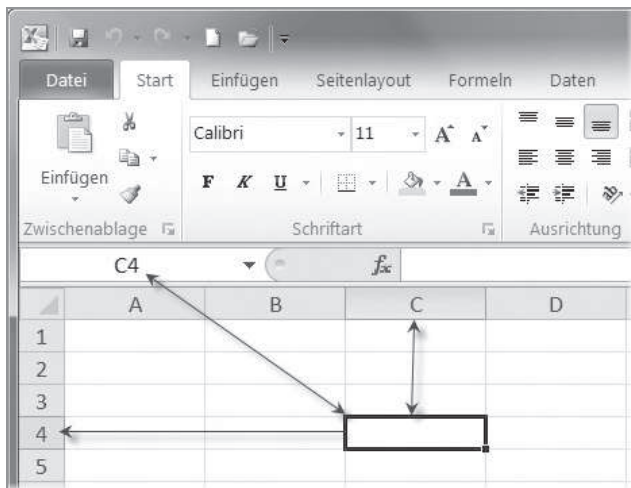 Datei Start Einfügen Seitenlayout Formeln Daten
Calibri 11 A A
Einfügen
F K U A
Zwischenablage Schriftart Ausrichtung
C4 fx
A B C D
1
2
3
4
5